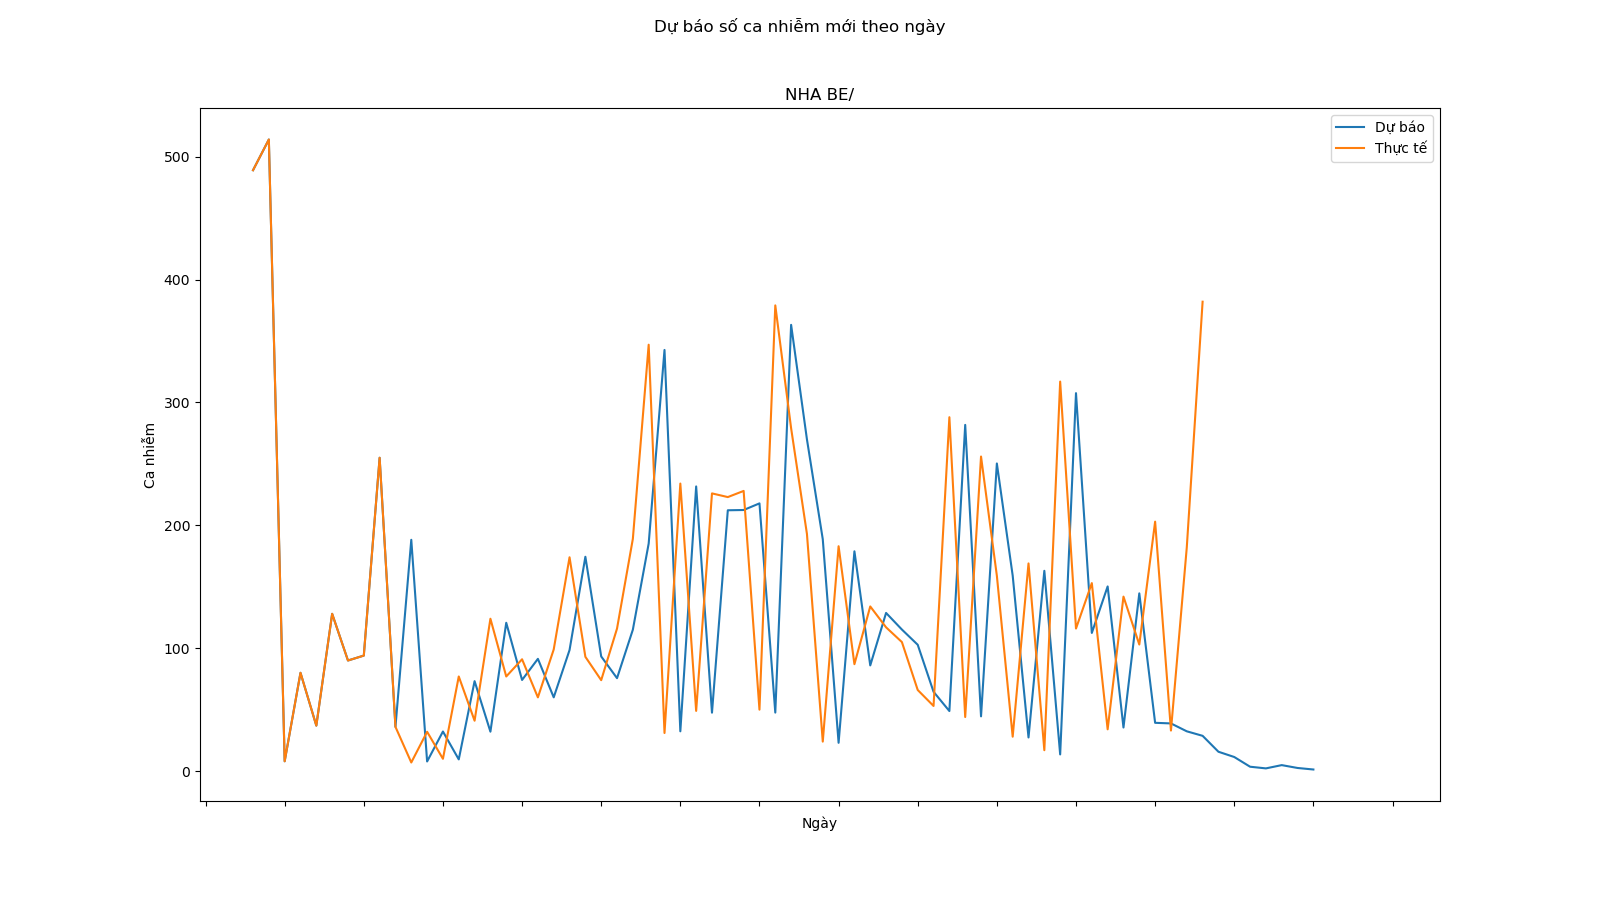 Dự báo số ca nhiễm mới theo ngày
NHA BE/
Dự báo
Thực tế
500
400
300
200
100
0
Ca nhiễm
Ngày